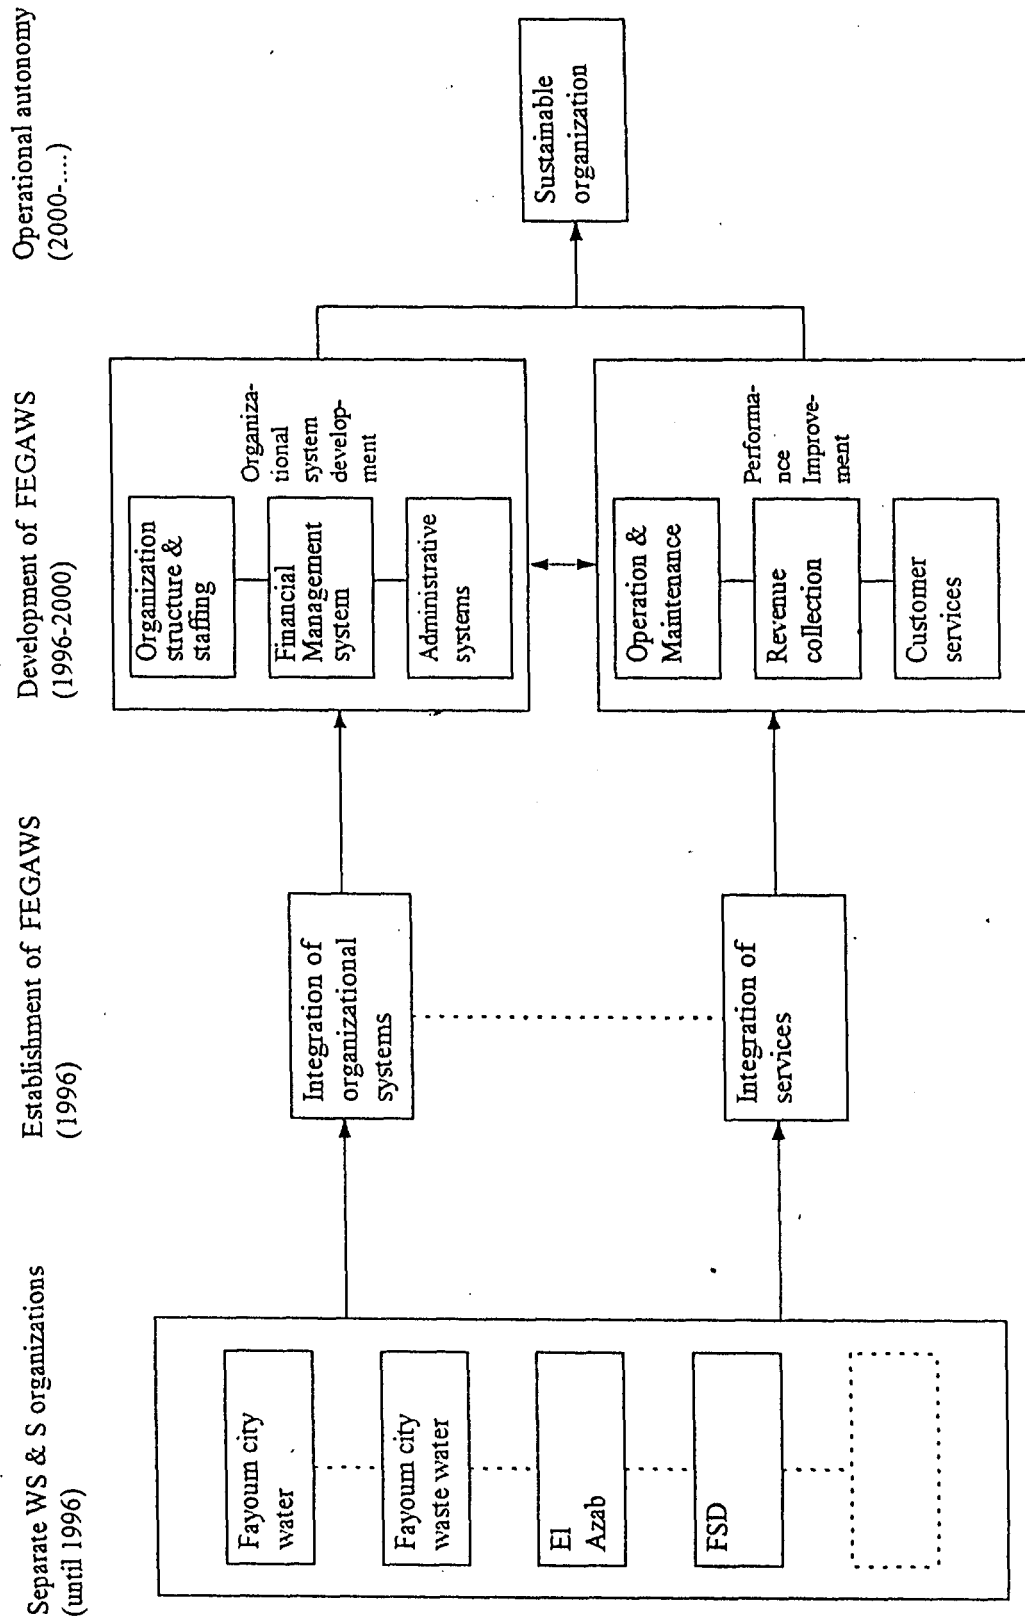 Separate WS & S organizations
(until 1996)
Fayoum city
water
Fayoum city
waste water
El
Azab
FSD
Establishment of FEGAWS
(1996)
Integration of
organizational
systems
Integration of
services
Development of FEGAWS
(1996-2000)
Organization
structure &
staffing
Financial
Management
system
Administrative
systems
Organiza-
tional
system
develop-
ment
Operation &
Maintenance
Revenue
collection
Customer
services
Performa-
nce
Improve-
ment
Operational autonomy
(2000-....)
Sustainable
organization